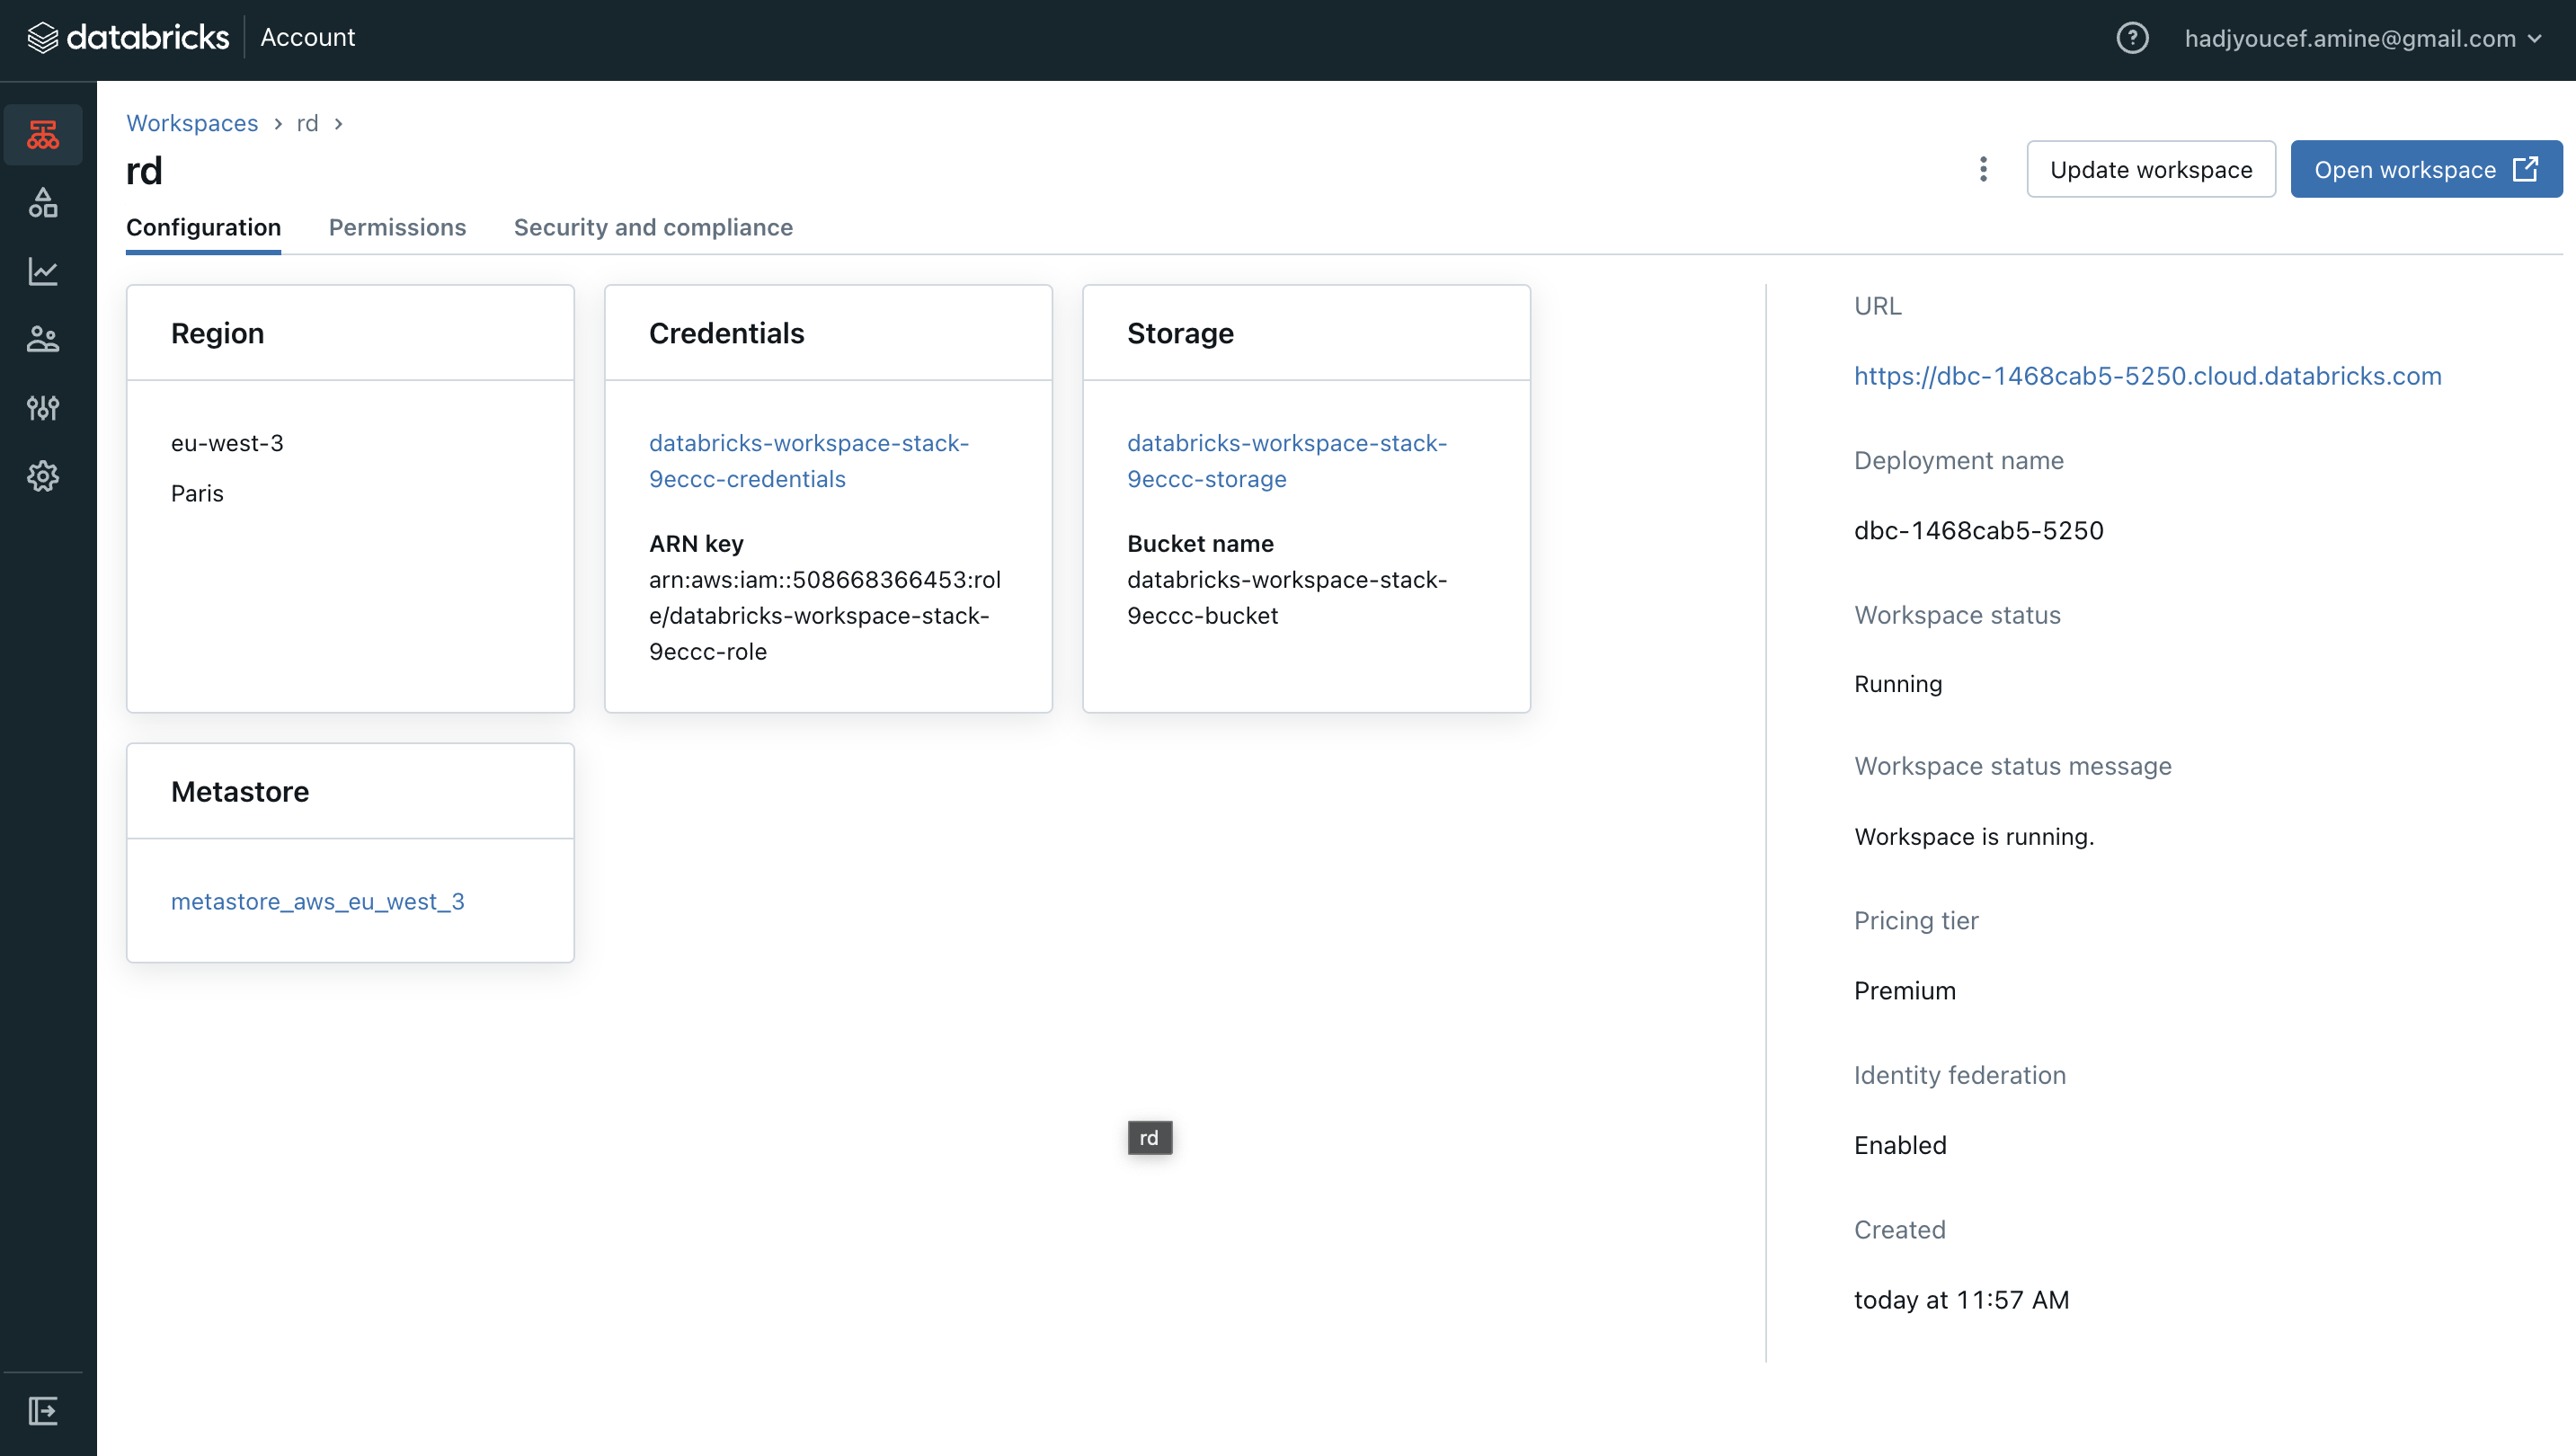 databricks Account
hadjyoucef.amine@gmail.com
Workspaces > rd >
rd
Update workspace
Open workspace
Configuration Permissions Security and compliance
Region
eu-west-3
Paris
Credentials
databricks-workspace-stack-
9eccc-credentials
ARN key
arn:aws:iam::508668366453:rol
e/databricks-workspace-stack-
9eccc-role
Storage
databricks-workspace-stack-
9eccc-storage
Bucket name
databricks-workspace-stack-
9eccc-bucket
Metastore
metastore_aws_eu_west_3
rd
URL
https://dbc-1468cab5-5250.cloud.databricks.com
Deployment name
dbc-1468cab5-5250
Workspace status
Running
Workspace status message
Workspace is running.
Pricing tier
Premium
Identity federation
Enabled
Created
today at 11:57 AM